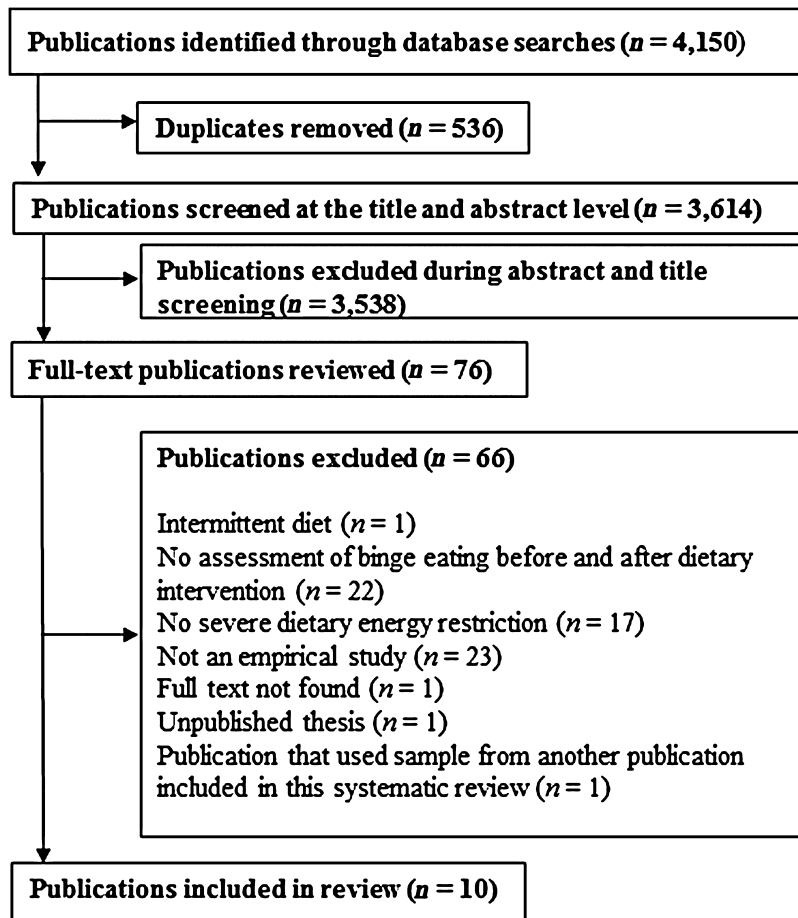 Publications identified through database searches (n = 4,150)
Duplicates removed (n = 536)
Publications screened at the title and abstract level (n = 3,614)
Publications excluded during abstract and title
screening (n = 3,538)
Full-text publications reviewed (n = 76)
Publications excluded (n = 66)
Intermittent diet (n = 1)
No assessment of binge eating before and after dietary
intervention (n = 22)
No severe dietary energy restriction (n = 17)
Not an empirical study (n = 23)
Full text not found (n = 1)
Unpublished thesis (n = 1)
Publication that used sample from another publication
included in this systematic review (n = 1)
Publications included in review (n = 10)